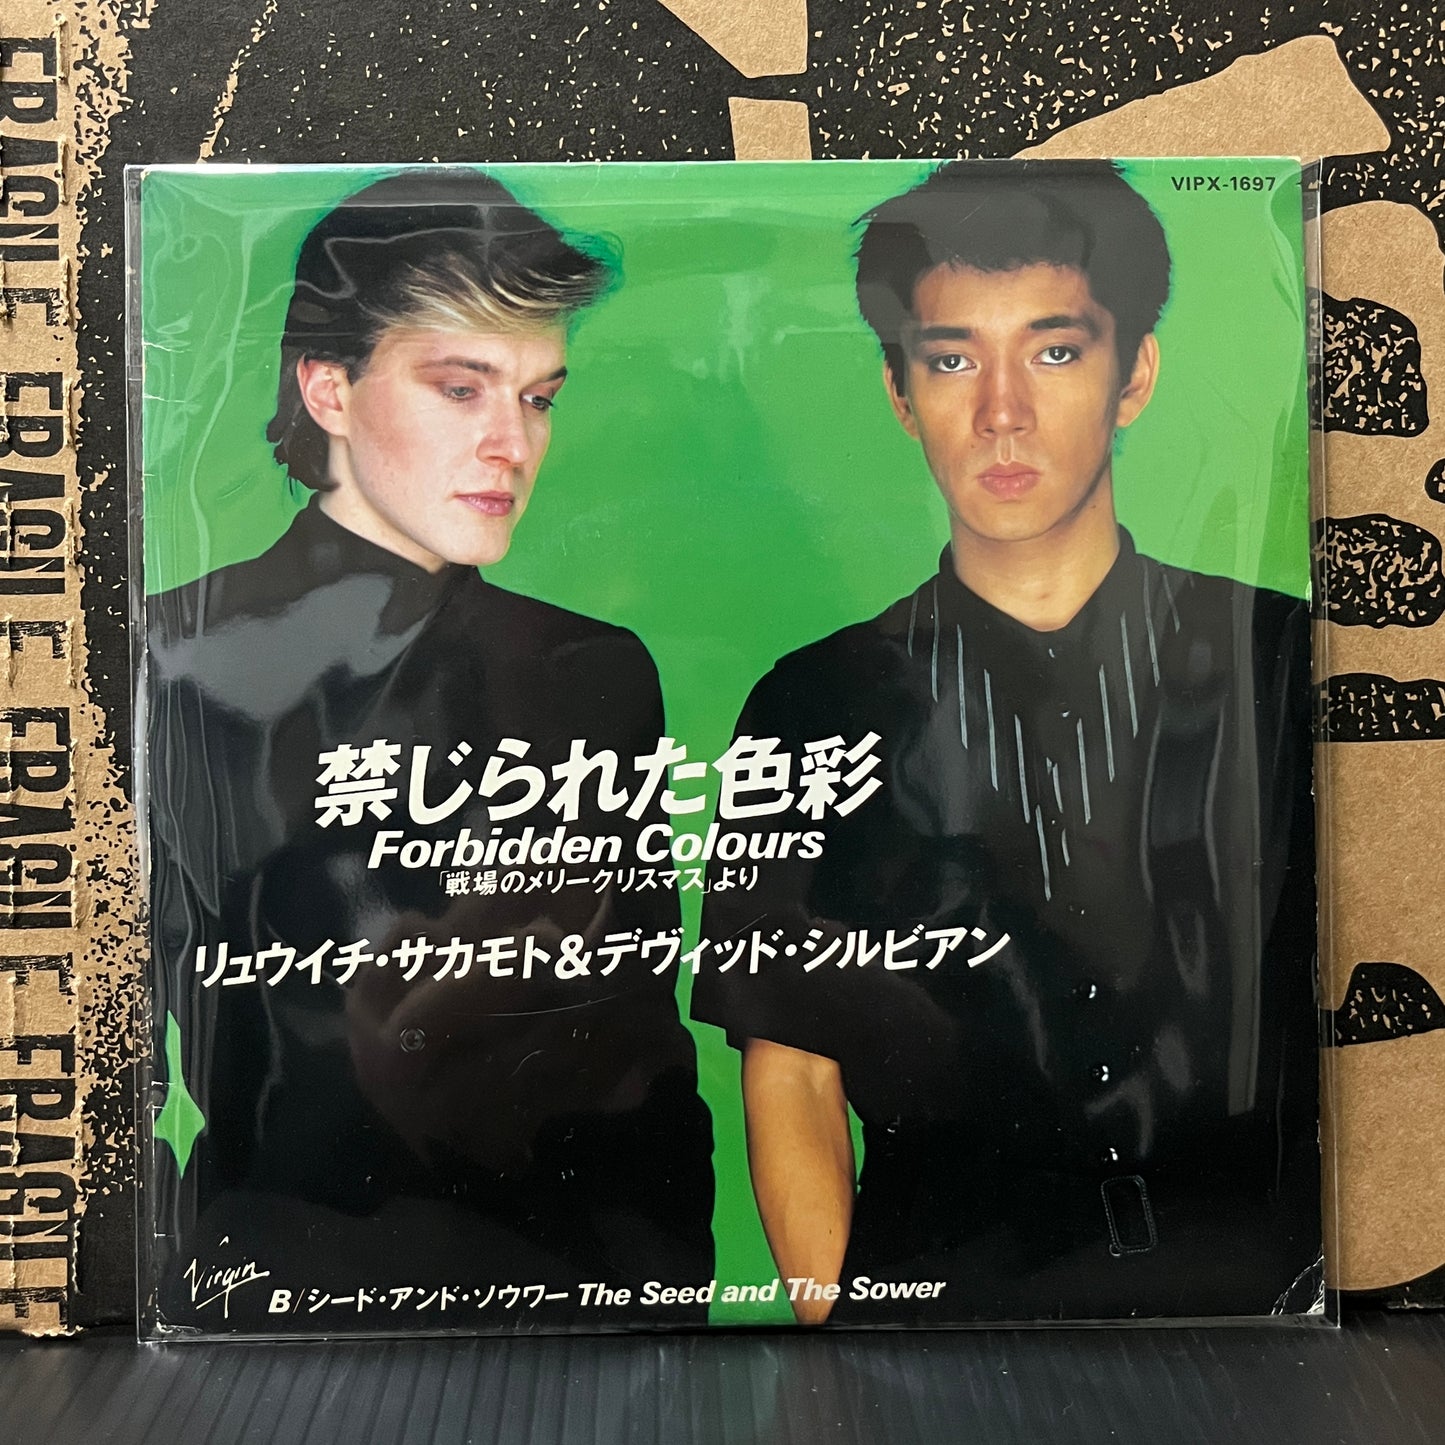 VIPX-1697
禁じられた色彩
Forbidden Colours
「戦場のメリークリスマス」より
リュウイチ・サカモト&デヴィッド・シルビアン
Virgin
B/シード・アンド・ソウワー The Seed and The Sower
FRAGILE FRAGILE FRAGILE FRAGILE